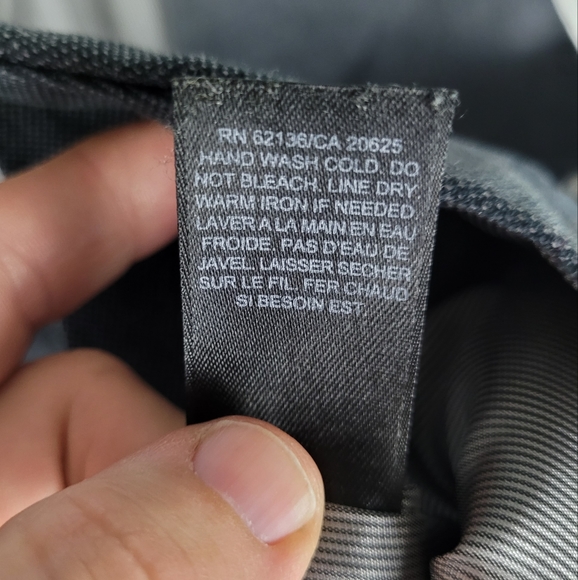 RN 62136/CA 20625
HAND WASH COLD. DO
NOT BLEACH. LINE DRY
WARM IRON IF NEEDED
LAVER A LA MAIN EN EAU
FROIDE. PAS D'EAU DE
JAVEL. LAISSER SECHER
SUR LE FIL. FER CHAUD
SI BESOIN EST.